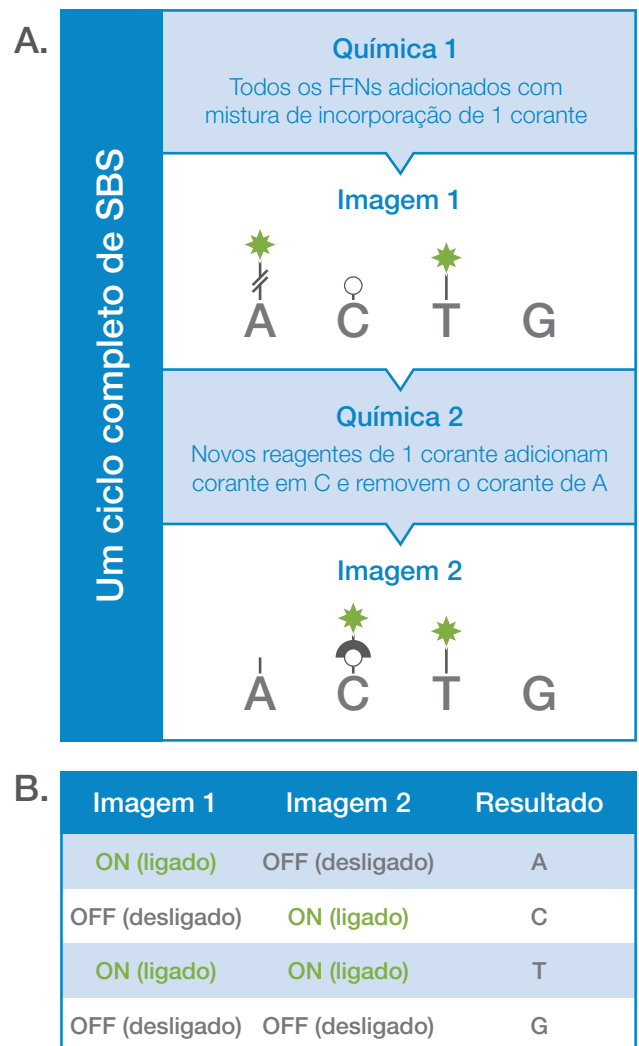 A.
Um ciclo completo de SBS
Química 1
Todos os FFNs adicionados com
mistura de incorporação de 1 corante
Imagem 1
A C T G
Química 2
Novos reagentes de 1 corante adicionam
corante em C e removem o corante de A
Imagem 2
A C T G
B.
Imagem 1 Imagem 2 Resultado
ON (ligado) OFF (desligado) A
OFF (desligado) ON (ligado) C
ON (ligado) ON (ligado) T
OFF (desligado) OFF (desligado) G